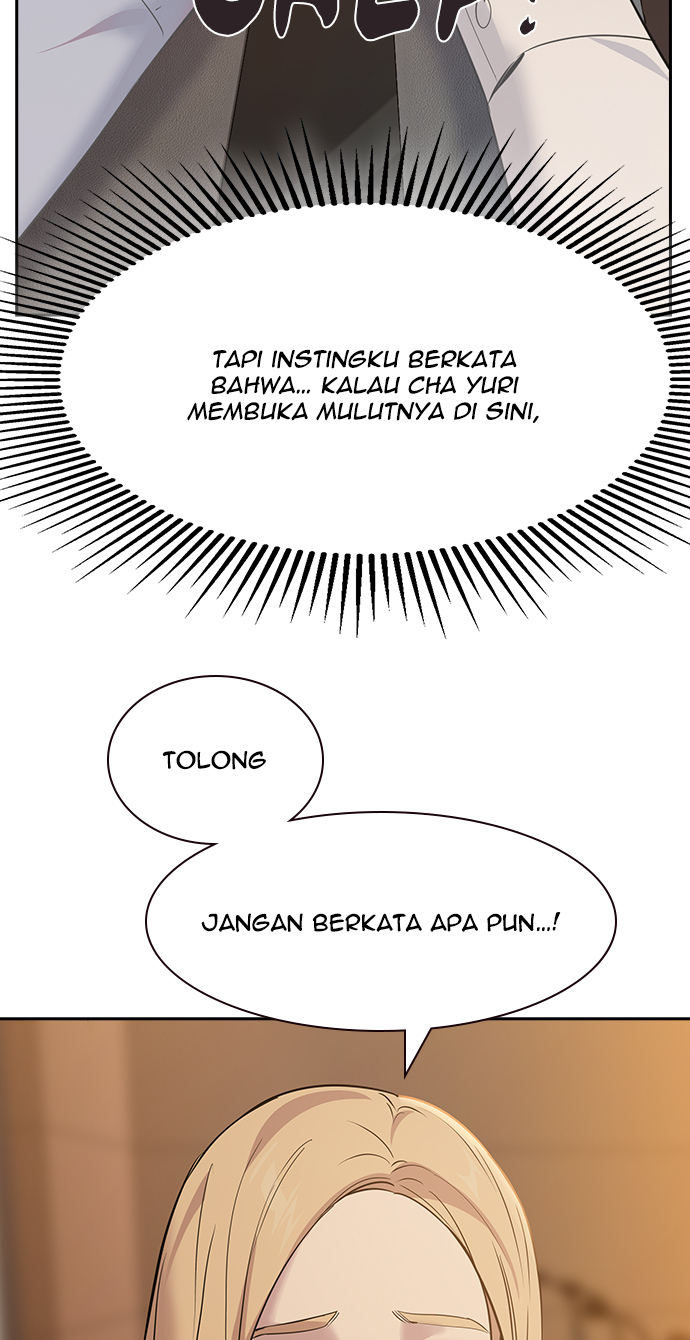 TAPI INSTINGKU BERKATA
BAHWA... KALAU CHA YURI
MEMBUKA MULUTNYA DI SINI,
TOLONG
JANGAN BERKATA APA PUN...!